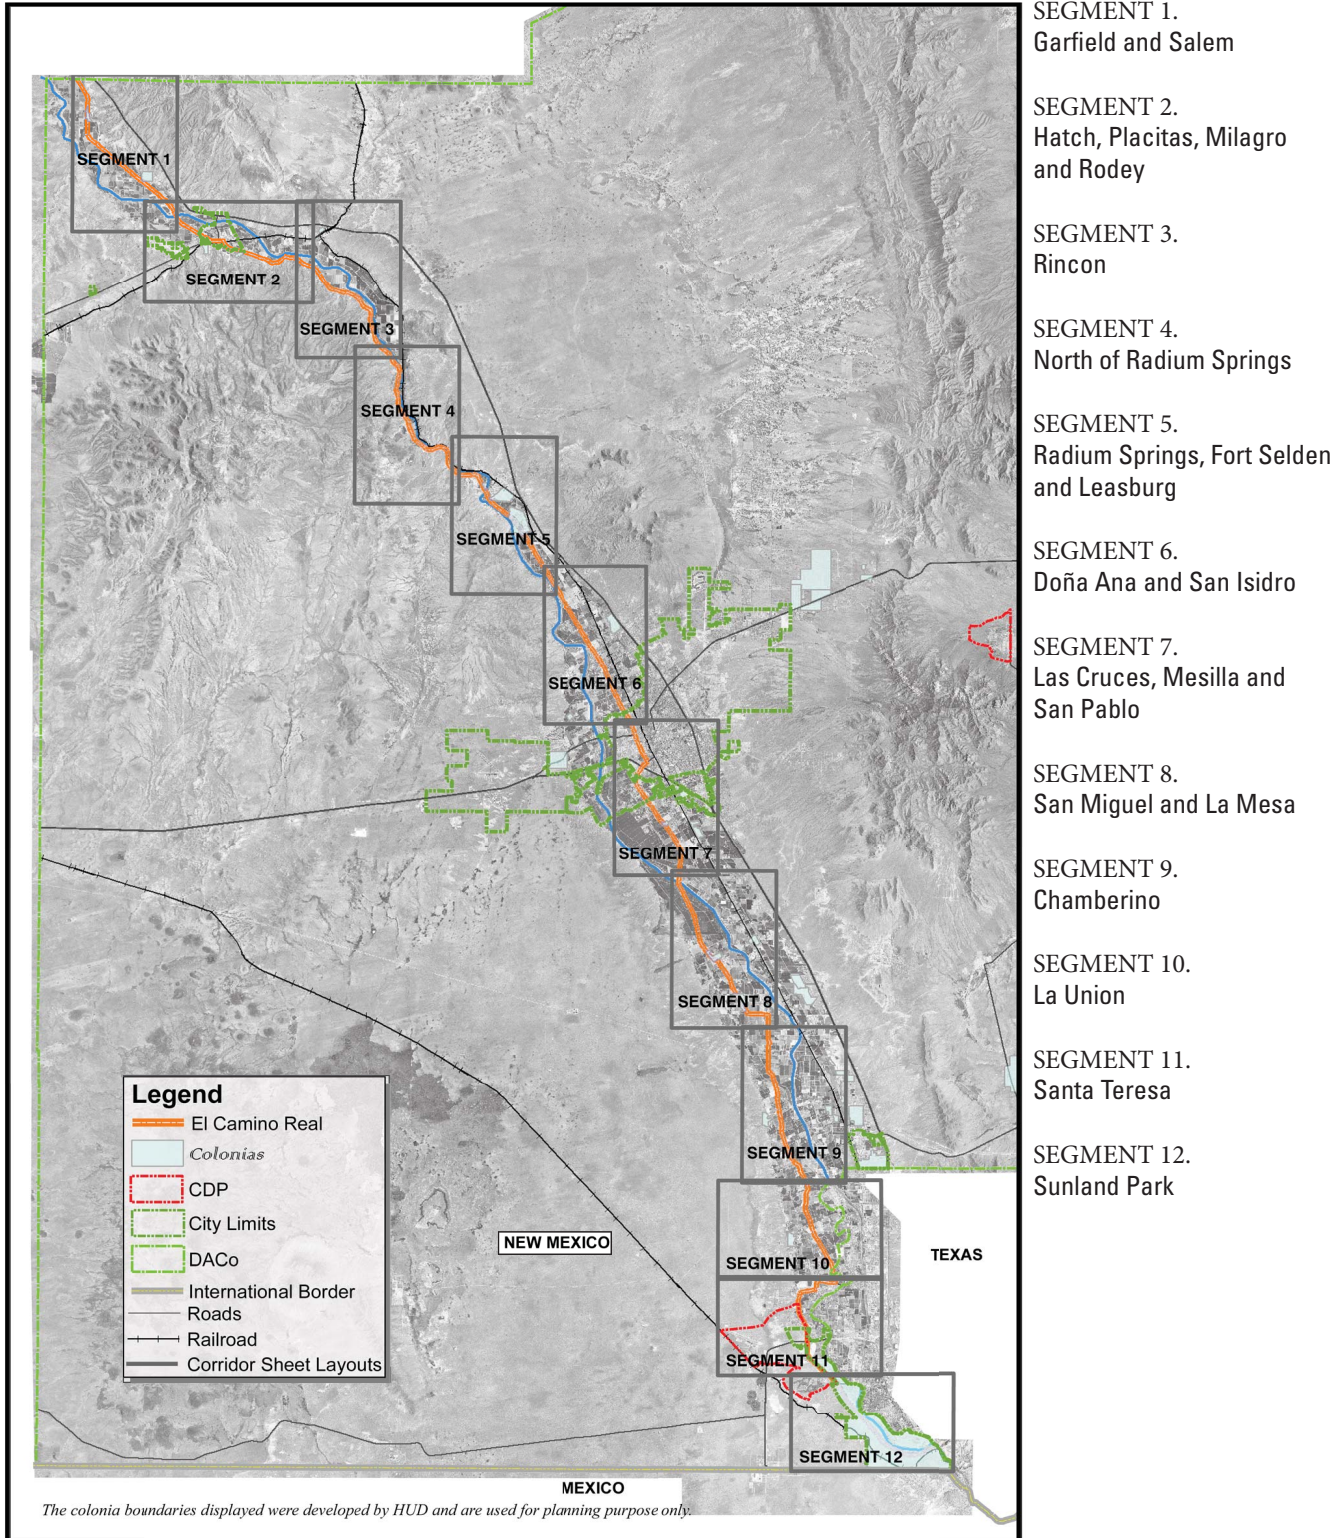 SEGMENT 1
SEGMENT 2
SEGMENT 3
SEGMENT 4
SEGMENT 5
SEGMENT 6
SEGMENT 7
SEGMENT 8
SEGMENT 9
SEGMENT 10
SEGMENT 11
SEGMENT 12
NEW MEXICO
TEXAS
MEXICO
Legend
El Camino Real
Colonias
CDP
City Limits
DACo
International Border
Roads
Railroad
Corridor Sheet Layouts
The colonia boundaries displayed were developed by HUD and are used for planning purpose only.
SEGMENT 1.
Garfield and Salem
SEGMENT 2.
Hatch, Placitas, Milagro
and Rodey
SEGMENT 3.
Rincon
SEGMENT 4.
North of Radium Springs
SEGMENT 5.
Radium Springs, Fort Selden
and Leasburg
SEGMENT 6.
Doña Ana and San Isidro
SEGMENT 7.
Las Cruces, Mesilla and
San Pablo
SEGMENT 8.
San Miguel and La Mesa
SEGMENT 9.
Chamberino
SEGMENT 10.
La Union
SEGMENT 11.
Santa Teresa
SEGMENT 12.
Sunland Park